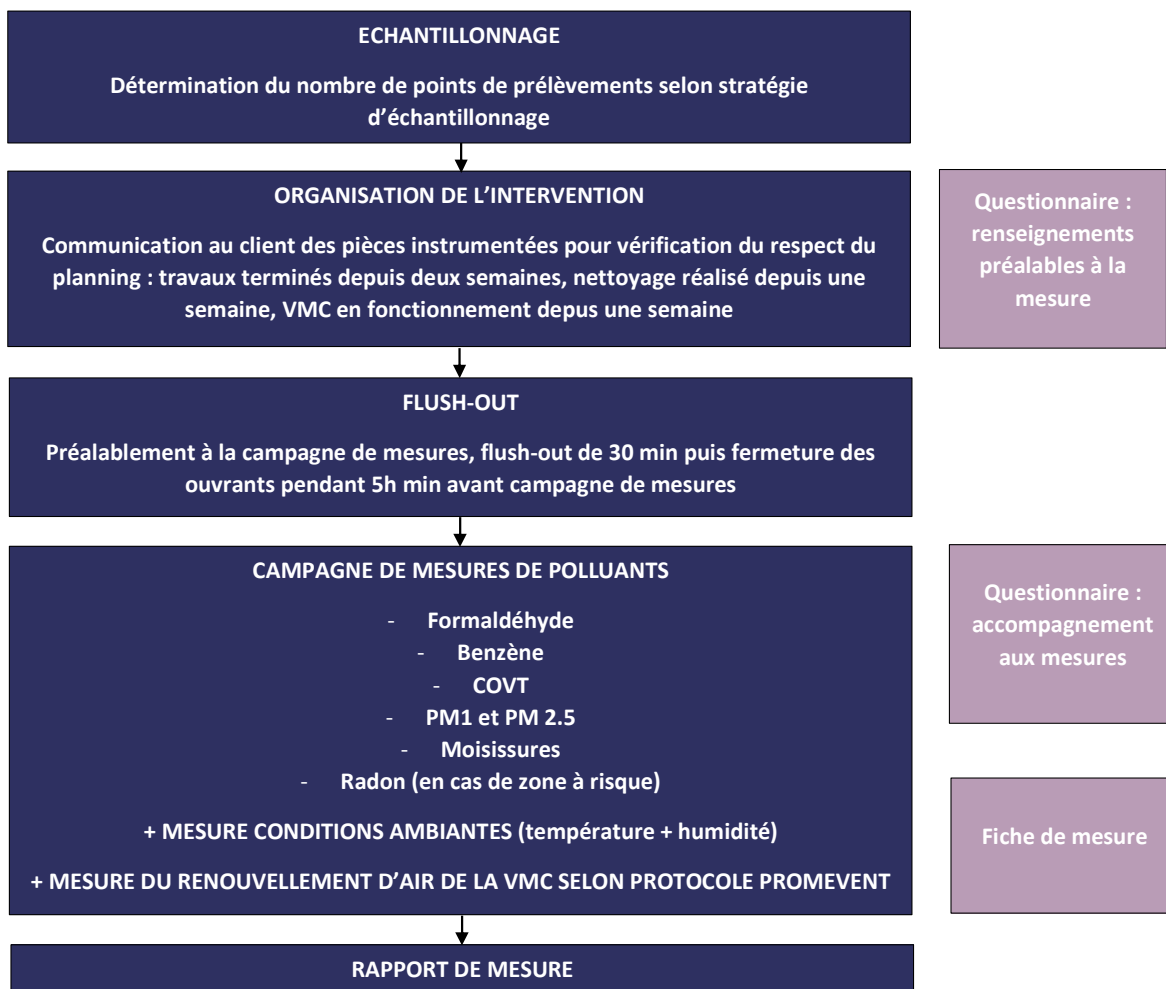 ECHANTILLONNAGE
Détermination du nombre de points de prélèvements selon stratégie
d’échantillonnage
ORGANISATION DE L’INTERVENTION
Communication au client des pièces instrumentées pour vérification du respect du
planning : travaux terminés depuis deux semaines, nettoyage réalisé depuis une
semaine, VMC en fonctionnement depus une semaine
Questionnaire :
renseignements
préalables à la
mesure
FLUSH-OUT
Préalablement à la campagne de mesures, flush-out de 30 min puis fermeture des
ouvrants pendant 5h min avant campagne de mesures
CAMPAGNE DE MESURES DE POLLUANTS
- Formaldéhyde
- Benzène
- COVT
- PM1 et PM 2.5
- Moisissures
- Radon (en cas de zone à risque)
+ MESURE CONDITIONS AMBIANTES (température + humidité)
+ MESURE DU RENOUVELLEMENT D’AIR DE LA VMC SELON PROTOCOLE PROMEVENT
Questionnaire :
accompagnement
aux mesures
Fiche de mesure
RAPPORT DE MESURE